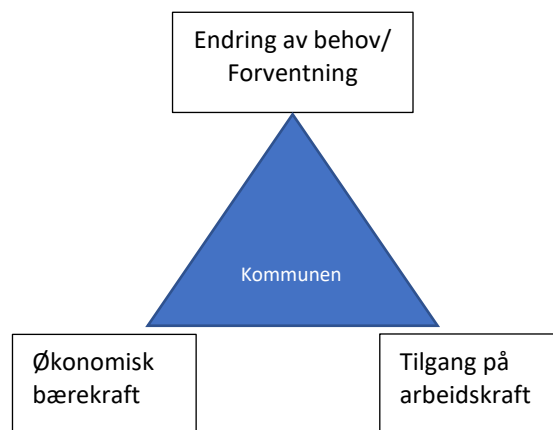 Endring av behov/
Forventning
Kommunen
Økonomisk
bærekraft
Tilgang på
arbeidskraft